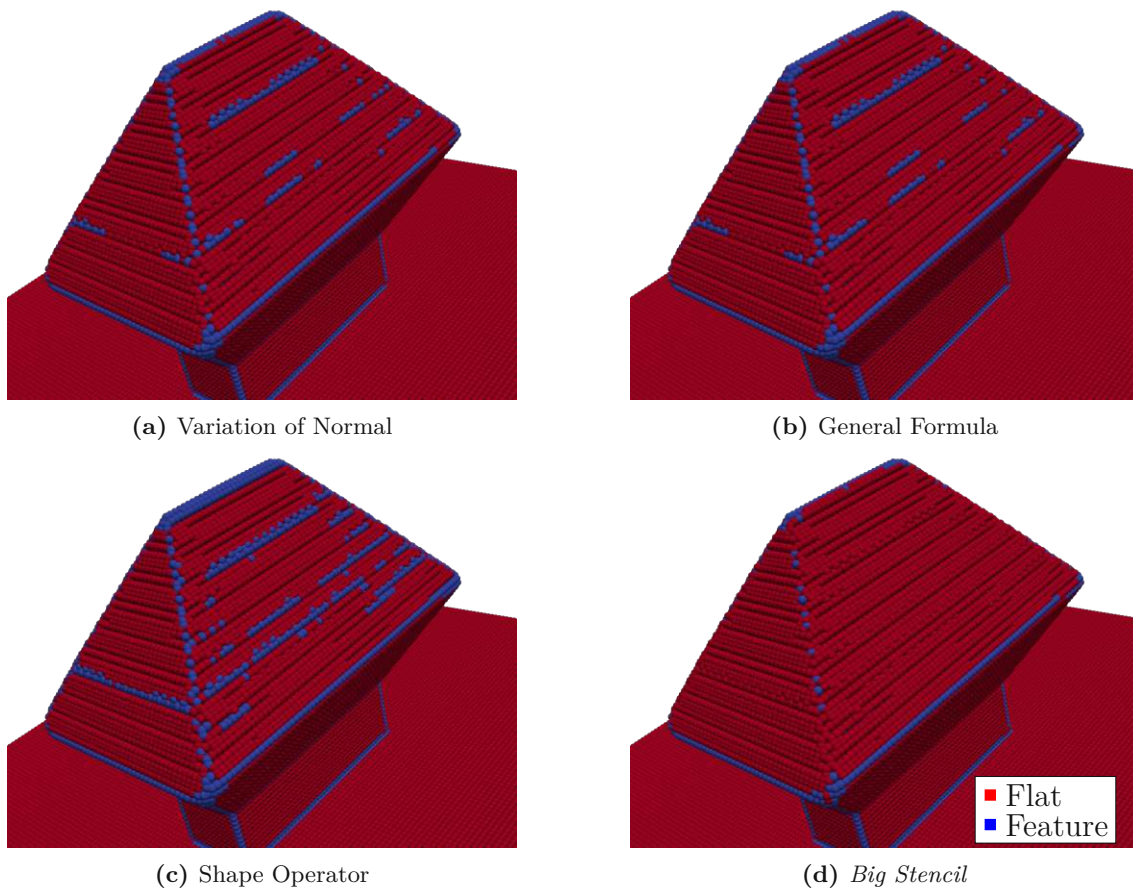 (a) Variation of Normal
(b) General Formula
Flat
Feature
(c) Shape Operator
(d) Big Stencil